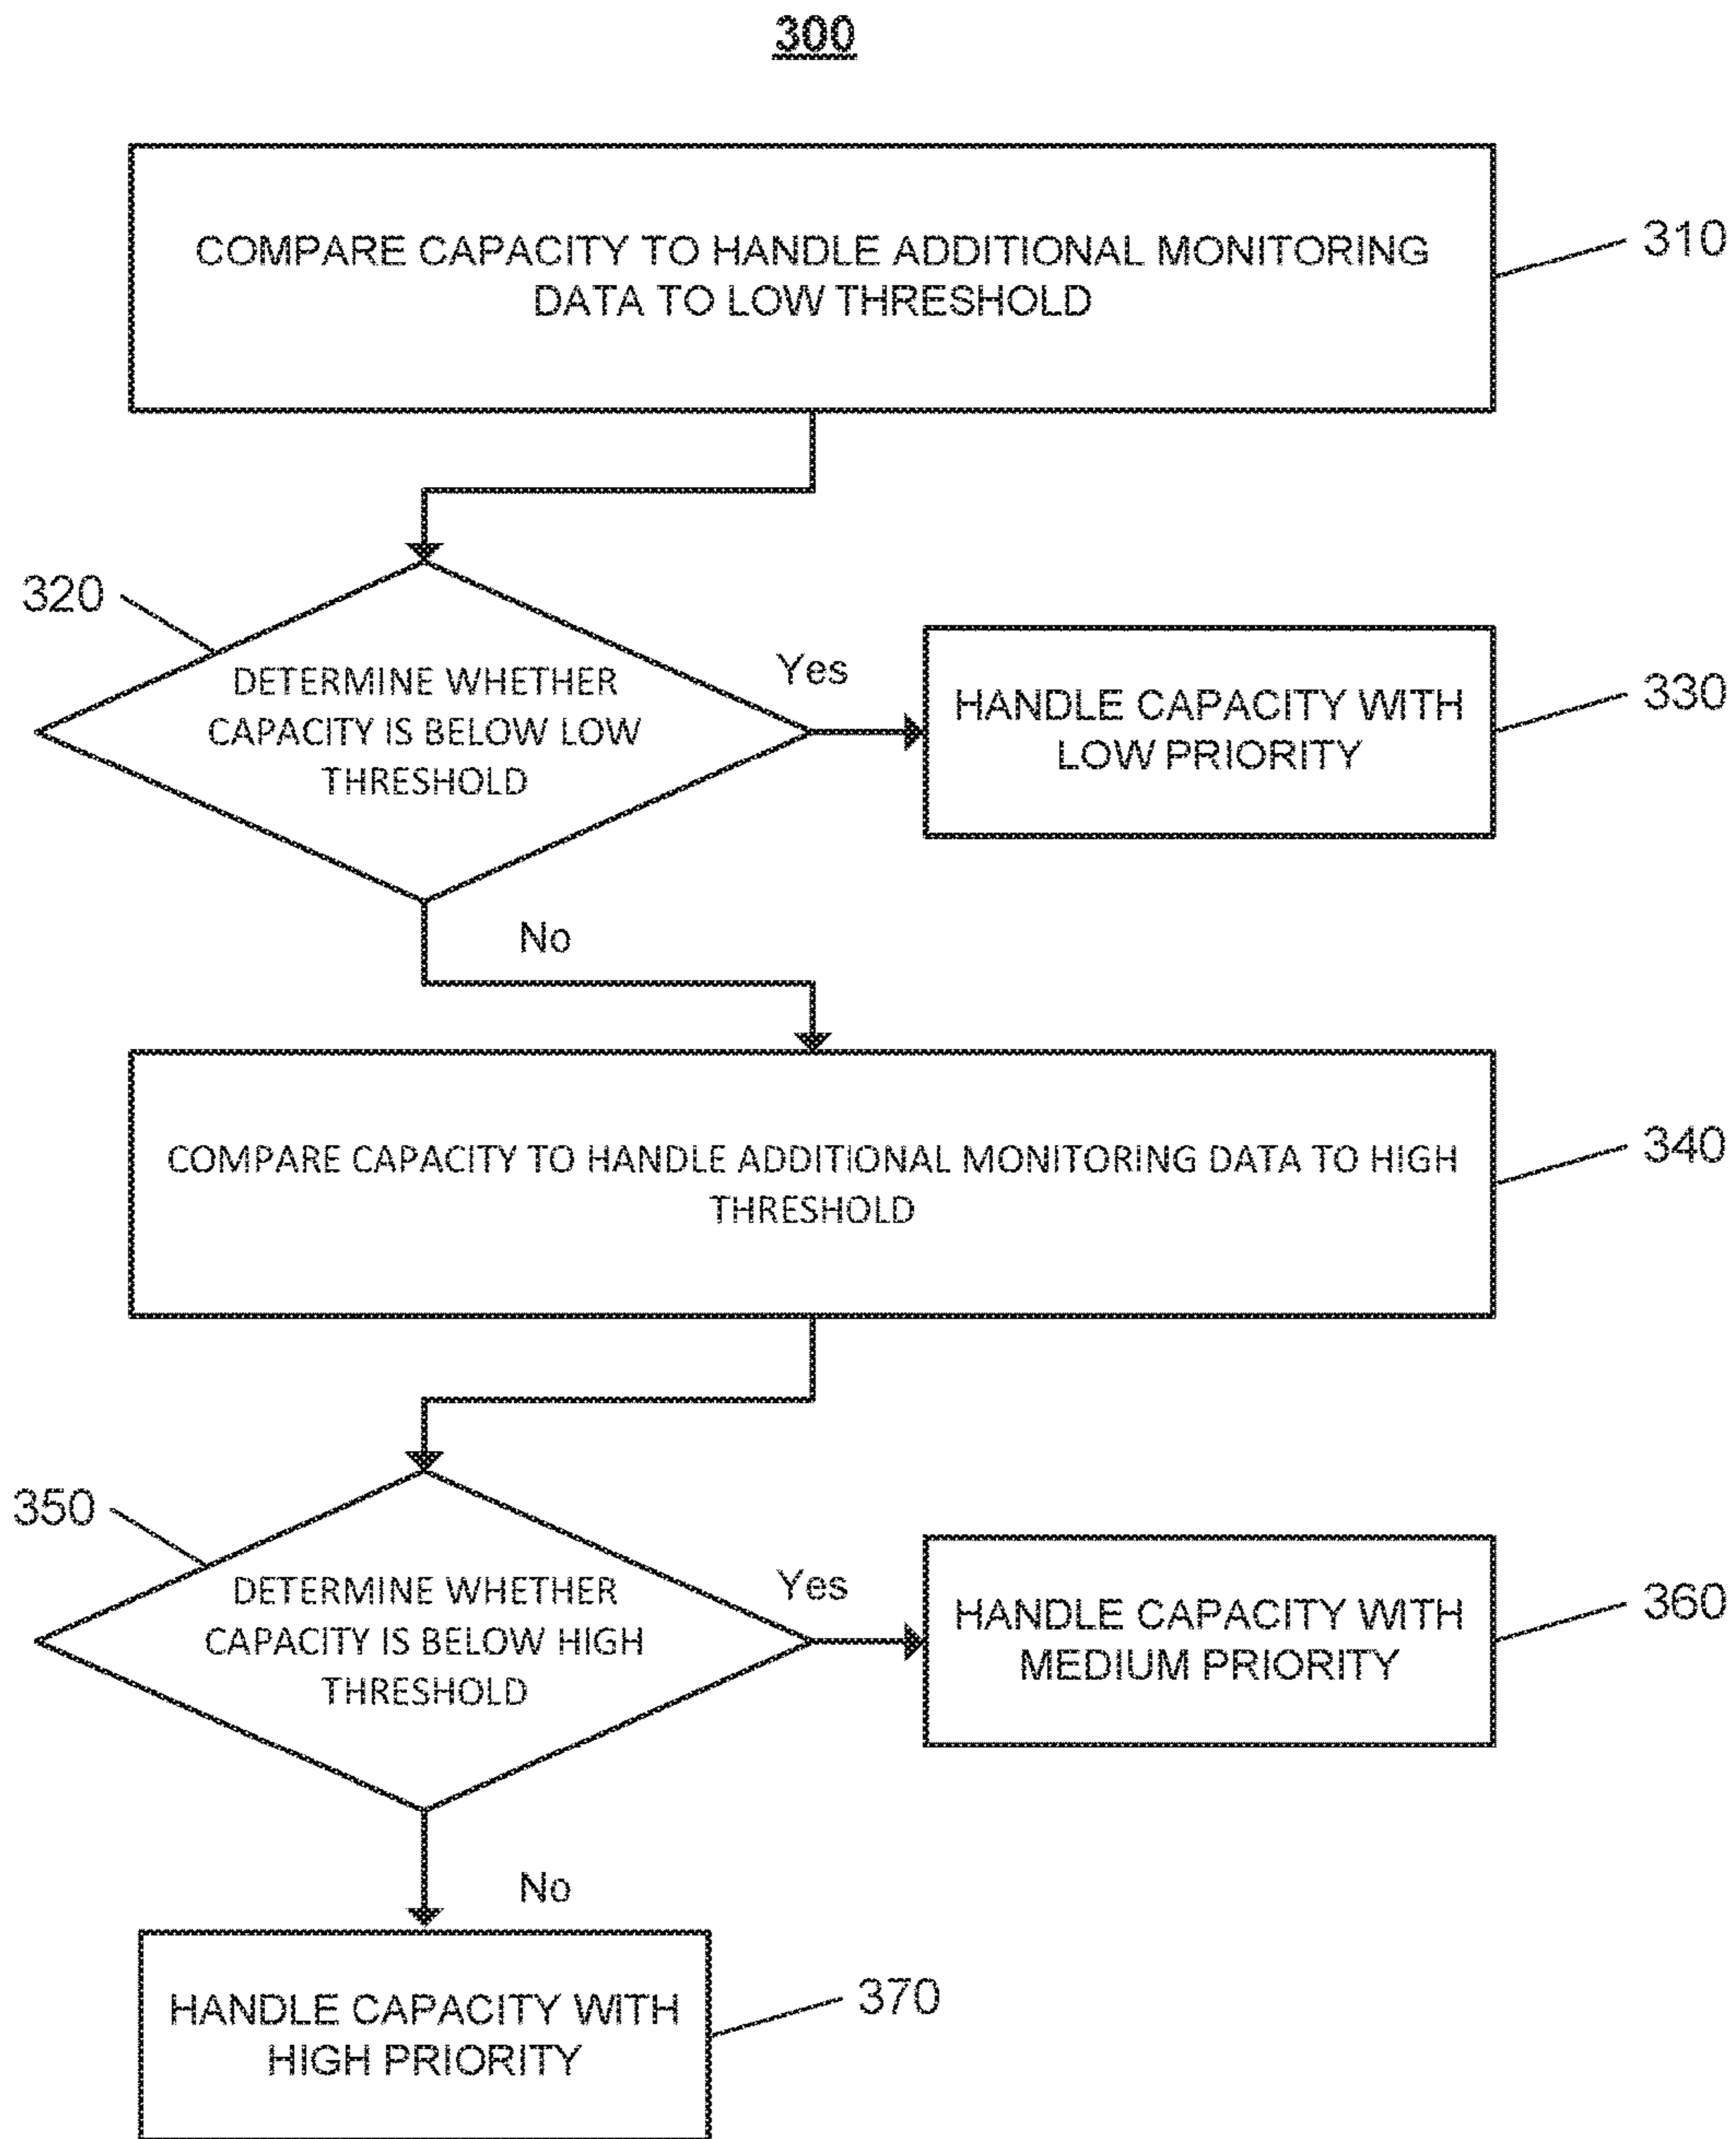 300
COMPARE CAPACITY TO HANDLE ADDITIONAL MONITORING
DATA TO LOW THRESHOLD
310
320
DETERMINE WHETHER
CAPACITY IS BELOW LOW
THRESHOLD
Yes
HANDLE CAPACITY WITH
LOW PRIORITY
330
No
COMPARE CAPACITY TO HANDLE ADDITIONAL MONITORING DATA TO HIGH
THRESHOLD
340
350
DETERMINE WHETHER
CAPACITY IS BELOW HIGH
THRESHOLD
Yes
HANDLE CAPACITY WITH
MEDIUM PRIORITY
360
No
HANDLE CAPACITY WITH
HIGH PRIORITY
370